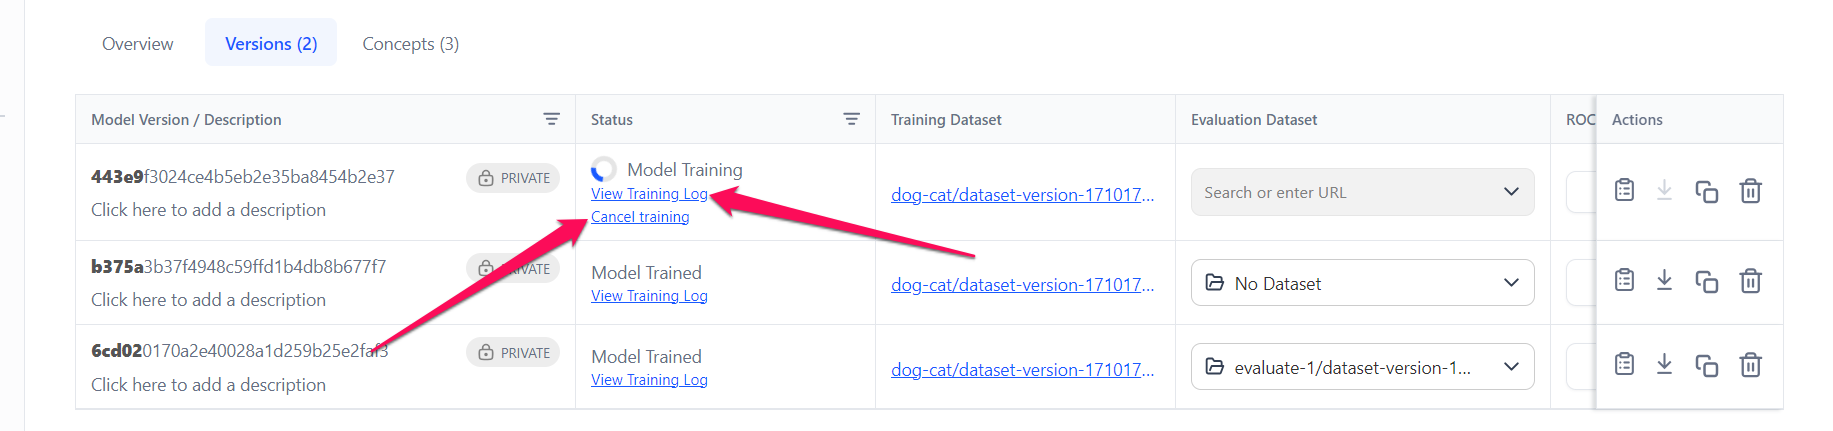 Overview Versions (2) Concepts (3)
Model Version / Description Status Training Dataset Evaluation Dataset ROC Actions
443e9f3024ce4b5eb2e35ba8454b2e37 PRIVATE Model Training
View Training Log dog-cat/dataset-version-171017... Search or enter URL
Click here to add a description Cancel training
b375a3b37f4948c59ffd1b4db8b677f7 PRIVATE Model Trained
Click here to add a description View Training Log dog-cat/dataset-version-171017... No Dataset
6cd020170a2e40028a1d259b25e2faf3 PRIVATE Model Trained
Click here to add a description View Training Log dog-cat/dataset-version-171017... evaluate-1/dataset-version-1...